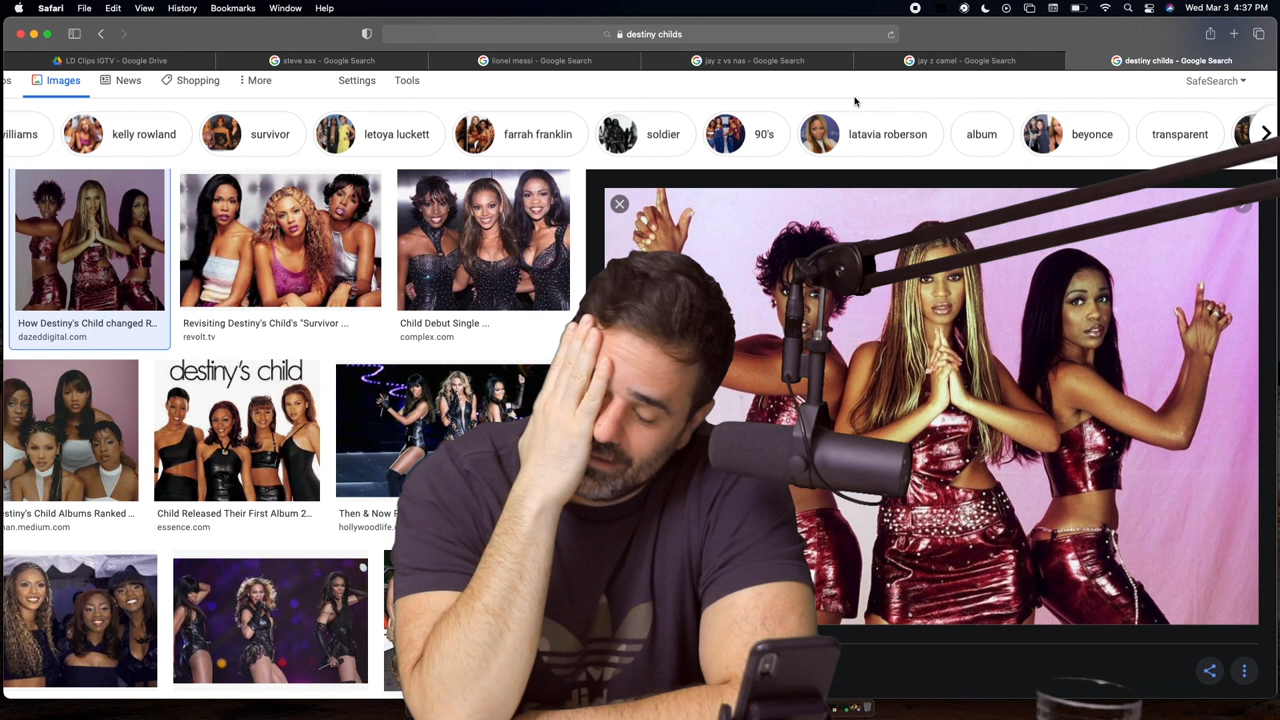 Safari File Edit View History Bookmarks Window Help Wed Mar 3 4:37 PM
destiny childs
LD Clips IGTV - Google Drive steve sax - Google Search lionel messi - Google Search jay z vs nas - Google Search jay z camel - Google Search destiny childs - Google Search
Images News Shopping More Settings Tools SafeSearch
illiams kelly rowland survivor letoya luckett farrah franklin soldier 90's latavia roberson album beyonce transparent
How Destiny's Child changed R...
dazeddigital.com
Revisiting Destiny's Child's "Survivor ...
revolt.tv
Child Debut Single ...
complex.com
destiny's child
estiny's Child Albums Ranked ...
an.medium.com
Child Released Their First Album 2...
essence.com
Then & Now
hollywoodlife.